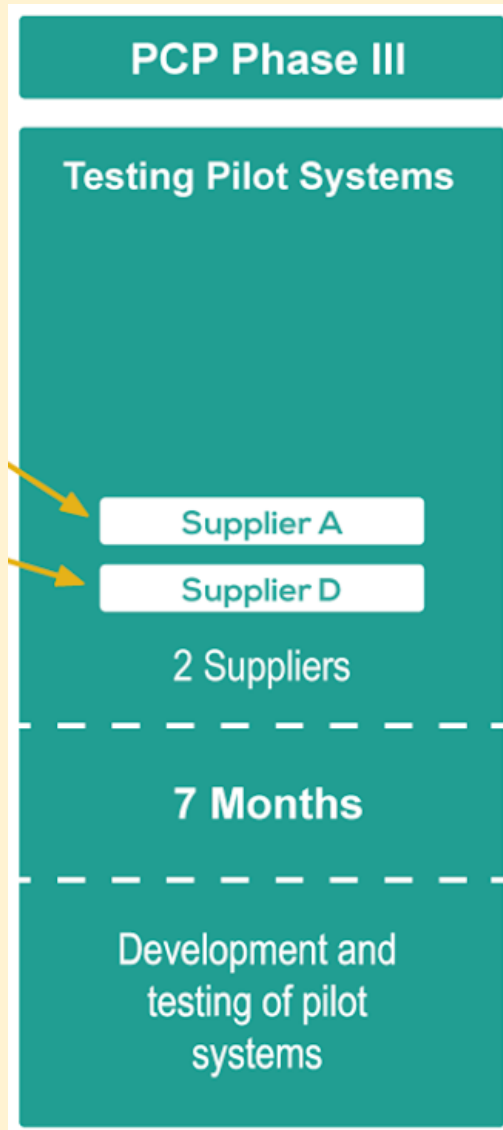 PCP Phase III
Testing Pilot Systems
Supplier A
Supplier D
2 Suppliers
7 Months
Development and
testing of pilot
systems